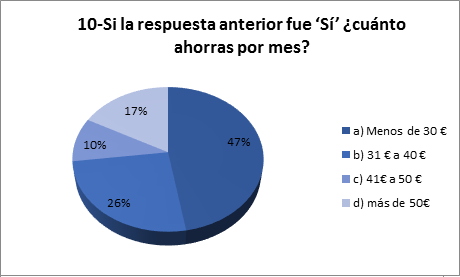 10-Si la respuesta anterior fue ‘Sí’ ¿cuánto
ahorras por mes?
17%
47%
10%
26%
a) Menos de 30 €
b) 31 € a 40 €
c) 41€ a 50 €
d) más de 50€